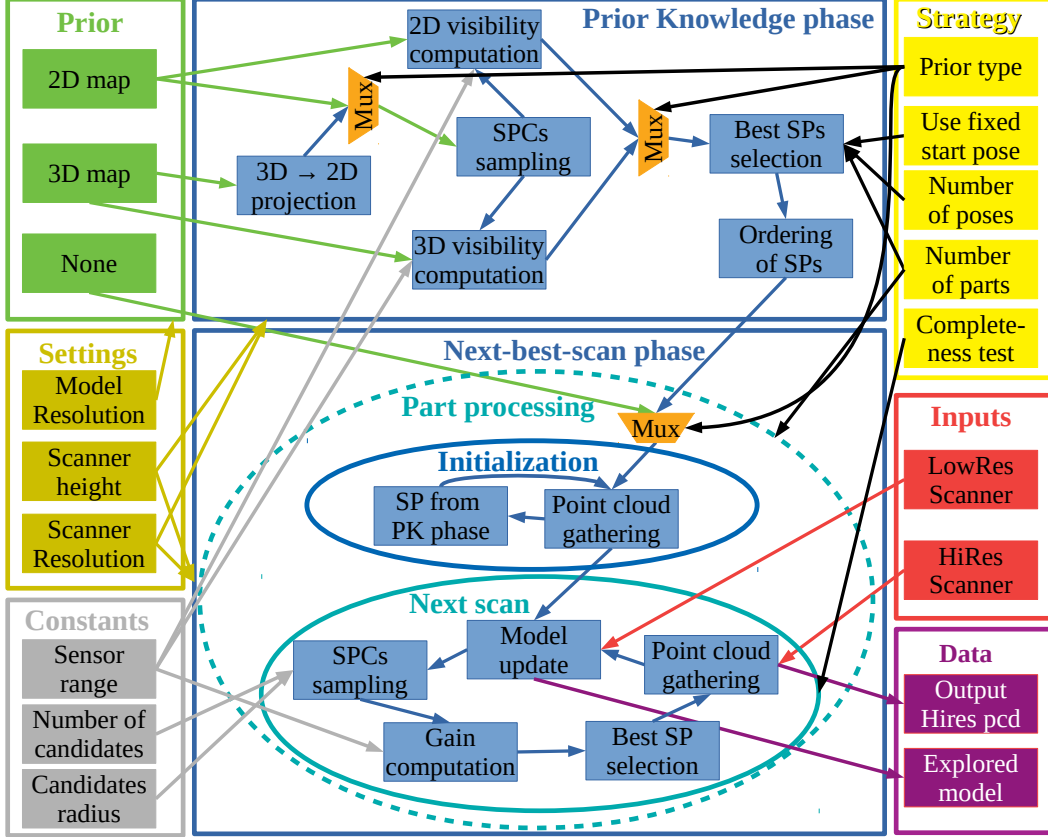 Prior
2D map
3D map
None
Prior Knowledge phase
2D visibility
computation
Mux
SPCs
sampling
3D → 2D
projection
3D visibility
computation
Mux
Best SPs
selection
Ordering
of SPs
Strategy
Prior type
Use fixed
start pose
Number
of poses
Number
of parts
Complete-
ness test
Settings
Model
Resolution
Scanner
height
Scanner
Resolution
Constants
Sensor
range
Number of
candidates
Candidates
radius
Next-best-scan phase
Part processing
Mux
Initialization
SP from
PK phase
Point cloud
gathering
Next scan
SPCs
sampling
Model
update
Point cloud
gathering
Gain
computation
Best SP
selection
Inputs
LowRes
Scanner
HiRes
Scanner
Data
Output
Hires pcd
Explored
model